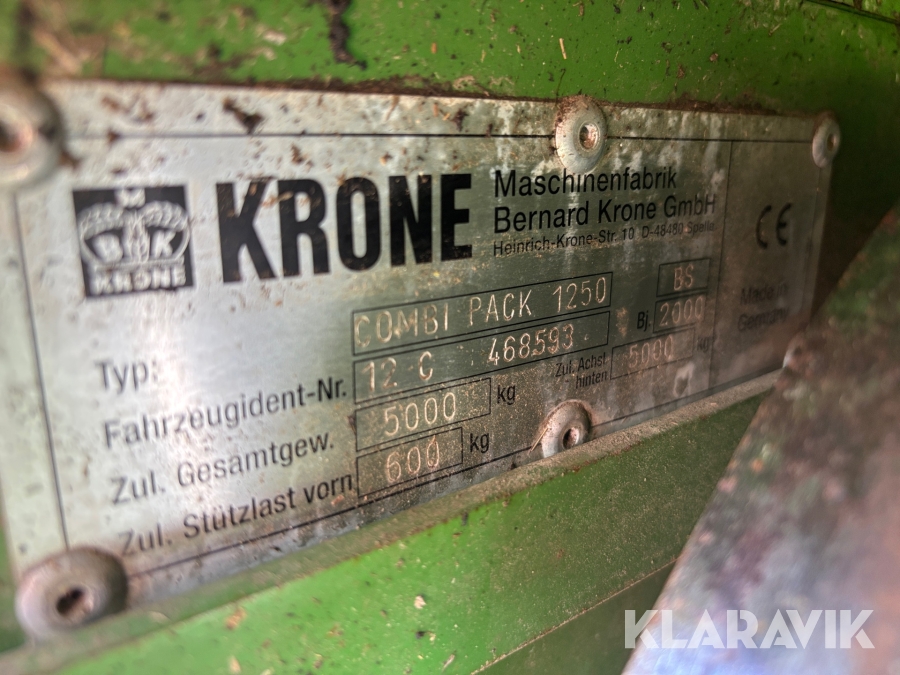 B K
KRONE
KRONE
Maschinenfabrik
Bernard Krone GmbH
Heinrich-Krone-Str. 10 D-48480 Spelle
CE
Typ: COMBI PACK 1250 BS
Fahrzeugident-Nr. 12 C 468593 Bj. 2000
Zul. Gesamtgew. 5000 kg Zul. Achsl. hinten 5000 kg
Zul. Stützlast vorn 600 kg
Made in
Germany
KLARAVIK